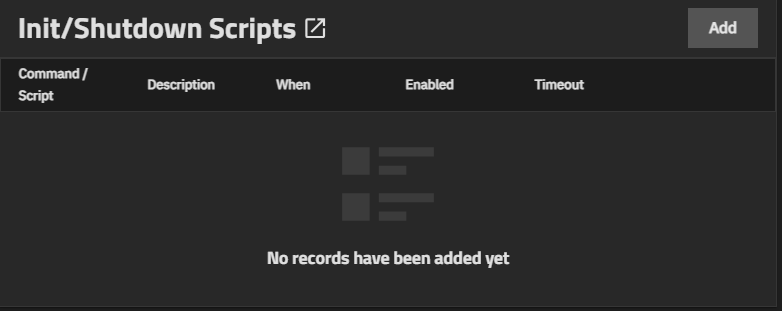 Init/Shutdown Scripts
Add
Command /
Script
Description
When
Enabled
Timeout
No records have been added yet